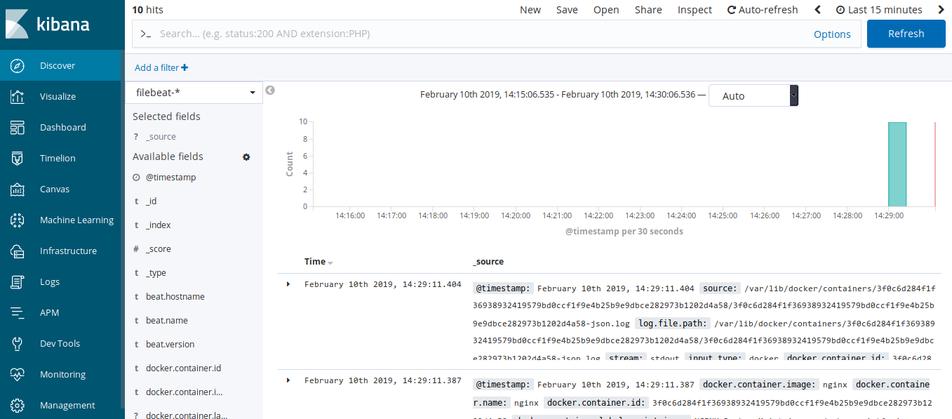 kibana
Discover
Visualize
Dashboard
Timelion
Canvas
Machine Learning
Infrastructure
Logs
APM
Dev Tools
Monitoring
Management
10 hits
New Save Open Share Inspect Auto-refresh Last 15 minutes
>_ Search... (e.g. status:200 AND extension:PHP) Options Refresh
Add a filter +
filebeat-*
Selected fields
? _source
Available fields
@timestamp
t _id
t _index
# _score
t _type
t beat.hostname
t beat.name
t beat.version
t docker.container.id
t docker.container.i...
? docker.container.la...
February 10th 2019, 14:15:06.535 - February 10th 2019, 14:30:06.536 — Auto
Count
10
8
6
4
2
0
14:16:00 14:17:00 14:18:00 14:19:00 14:20:00 14:21:00 14:22:00 14:23:00 14:24:00 14:25:00 14:26:00 14:27:00 14:28:00 14:29:00
@timestamp per 30 seconds
Time _source
February 10th 2019, 14:29:11.404 @timestamp: February 10th 2019, 14:29:11.404 source: /var/lib/docker/containers/3f0c6d284f1f
36938932419579bd0ccf1f9e4b25b9e9dbce282973b1202d4a58/3f0c6d284f1f36938932419579bd0ccf1f9e4b25b
9e9dbce282973b1202d4a58-json.log log.file.path: /var/lib/docker/containers/3f0c6d284f1f369389
32419579bd0ccf1f9e4b25b9e9dbce282973b1202d4a58/3f0c6d284f1f36938932419579bd0ccf1f9e4b25b9e9dbc
e282973b1202d4a58-json.log stream: stdout input.type: docker docker.container.id: 3f0c6d28
February 10th 2019, 14:29:11.387 @timestamp: February 10th 2019, 14:29:11.387 docker.container.image: nginx docker.containe
r.name: nginx docker.container.id: 3f0c6d284f1f36938932419579bd0ccf1f9e4b25b9e9dbce282973b12